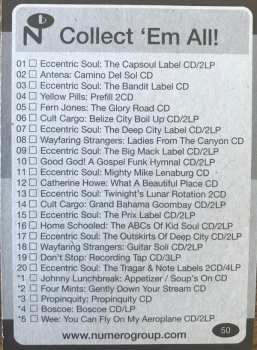 N Collect 'Em All!
01 Eccentric Soul: The Capsoul Label CD/2LP
02 Antena: Camino Del Sol CD
03 Eccentric Soul: The Bandit Label CD
04 Yellow Pills: Prefill 2CD
05 Fern Jones: The Glory Road CD
06 Cult Cargo: Belize City Boil Up CD/2LP
07 Eccentric Soul: The Deep City Label CD/2LP
08 Wayfaring Strangers: Ladies From The Canyon CD
09 Eccentric Soul: The Big Mack Label CD/2LP
10 Good God! A Gospel Funk Hymnal CD/2LP
11 Eccentric Soul: Mighty Mike Lenaburg CD
12 Catherine Howe: What A Beautiful Place CD
13 Eccentric Soul: Twinight's Lunar Rotation 2CD
14 Cult Cargo: Grand Bahama Goombay CD/2LP
15 Eccentric Soul: The Prix Label CD/2LP
16 Home Schooled: The ABCs Of Kid Soul CD/2LP
17 Eccentric Soul: The Outskirts Of Deep City CD/2LP
18 Wayfaring Strangers: Guitar Soli CD/2LP
19 Don't Stop: Recording Tap CD/3LP
20 Eccentric Soul: The Tragar & Note Labels 2CD/4LP
*1 Johnny Lunchbreak: Appetizer / Soup's On CD
*2 Four Mints: Gently Down Your Stream CD
*3 Propinquity: Propinquity CD
*4 Boscoe: Boscoe CD/LP
*5 Wee: You Can Fly On My Aeroplane CD/2LP
www.numerogroup.com 50